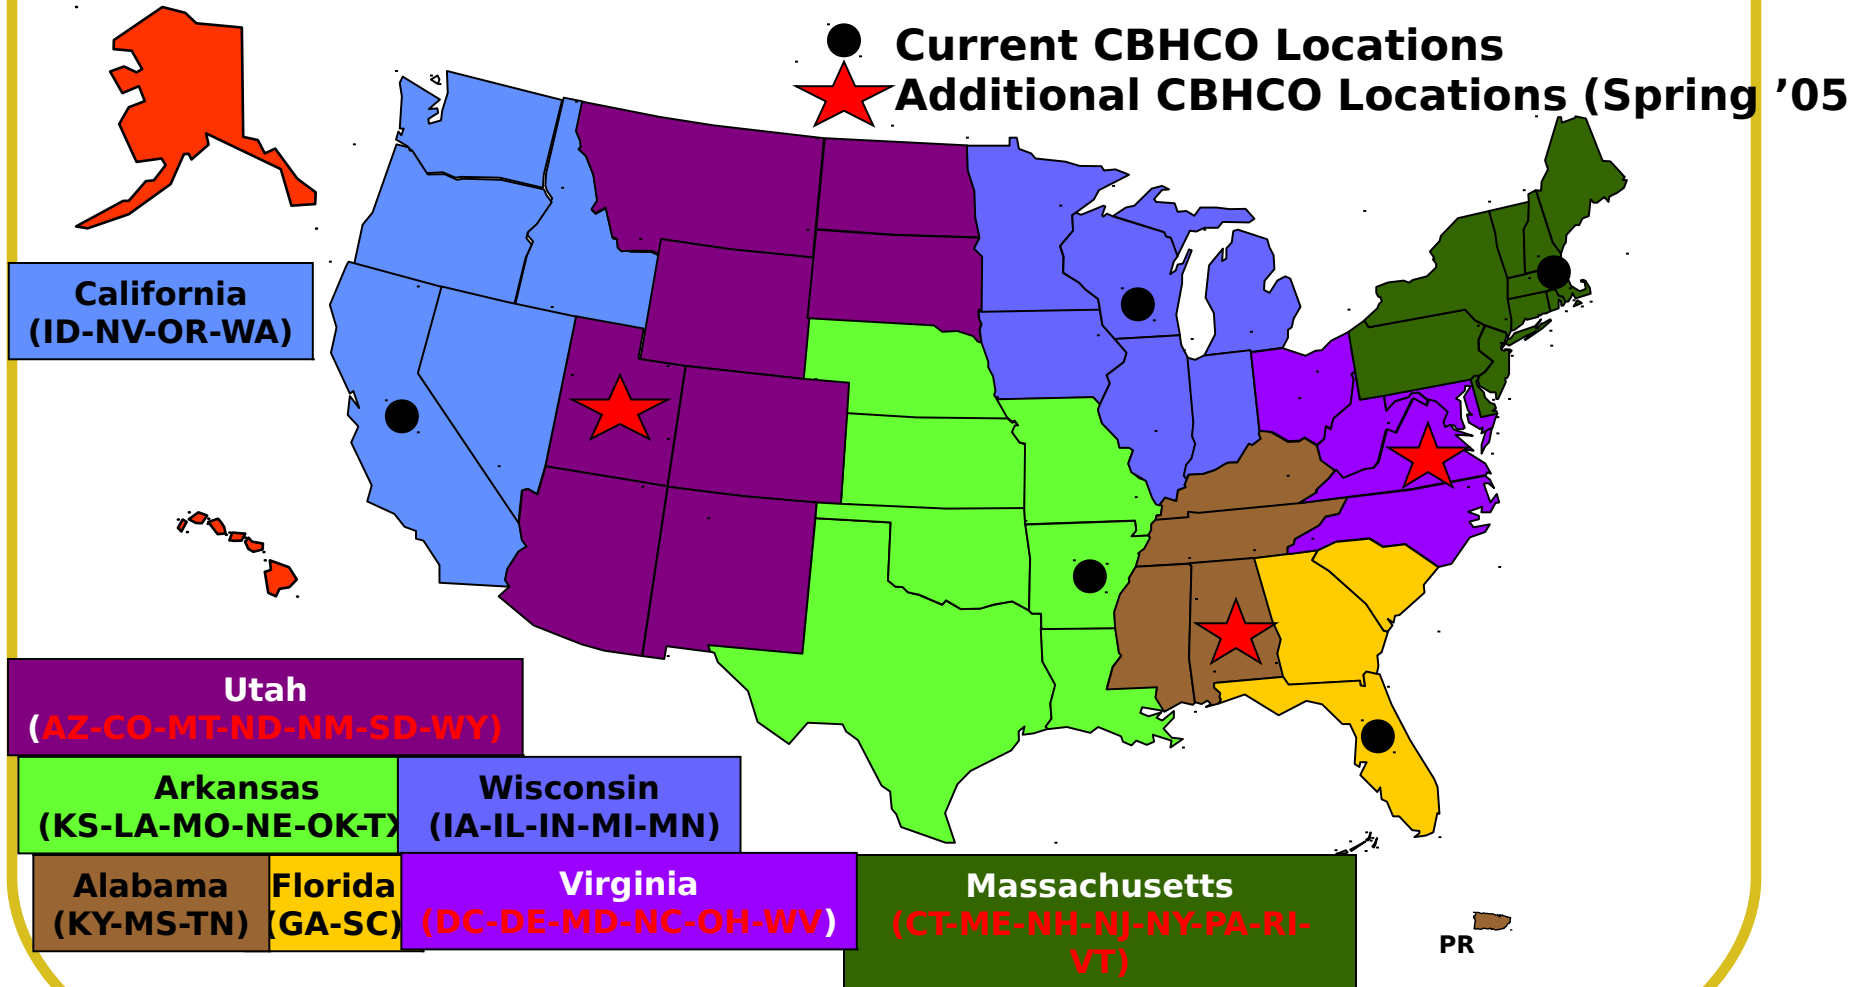 Current CBHCO Locations
Additional CBHCO Locations (Spring ’05
California
(ID-NV-OR-WA)
Utah
(AZ-CO-MT-ND-NM-SD-WY)
Arkansas
(KS-LA-MO-NE-OK-TX
Wisconsin
(IA-IL-IN-MI-MN)
Alabama
(KY-MS-TN)
Florida
(GA-SC)
Virginia
(DC-DE-MD-NC-OH-WV)
Massachusetts
(CT-ME-NH-NJ-NY-PA-RI-
VT)
PR